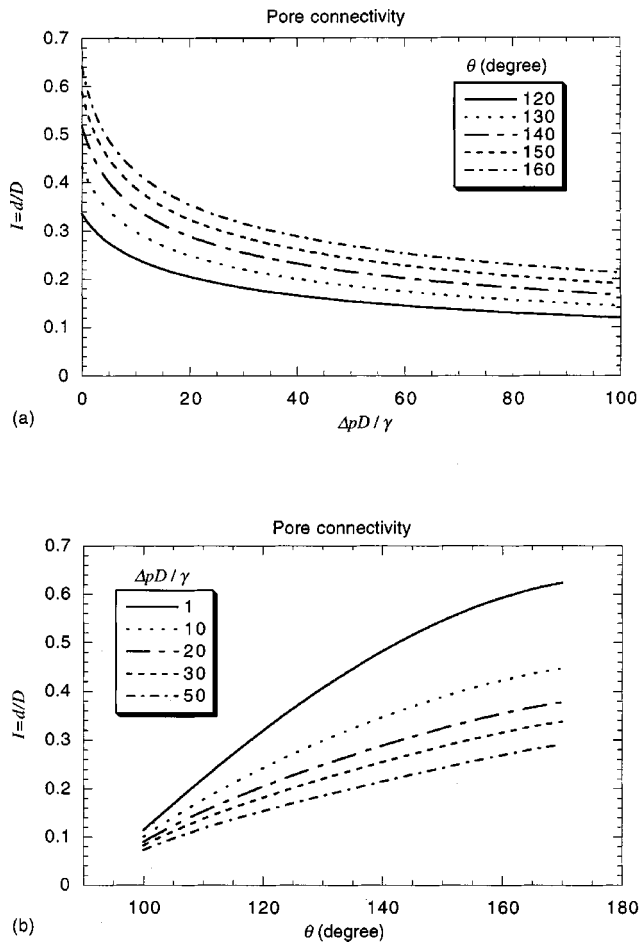 Pore connectivity
0.7
0.6
0.5
0.4
0.3
0.2
0.1
0
I=d/D
θ (degree)
120
130
140
150
160
0 20 40 60 80 100
(a)
ΔpD / γ
Pore connectivity
0.7
0.6
0.5
0.4
0.3
0.2
0.1
0
I=d/D
ΔpD / γ
1
10
20
30
50
100 120 140 160 180
(b)
θ (degree)